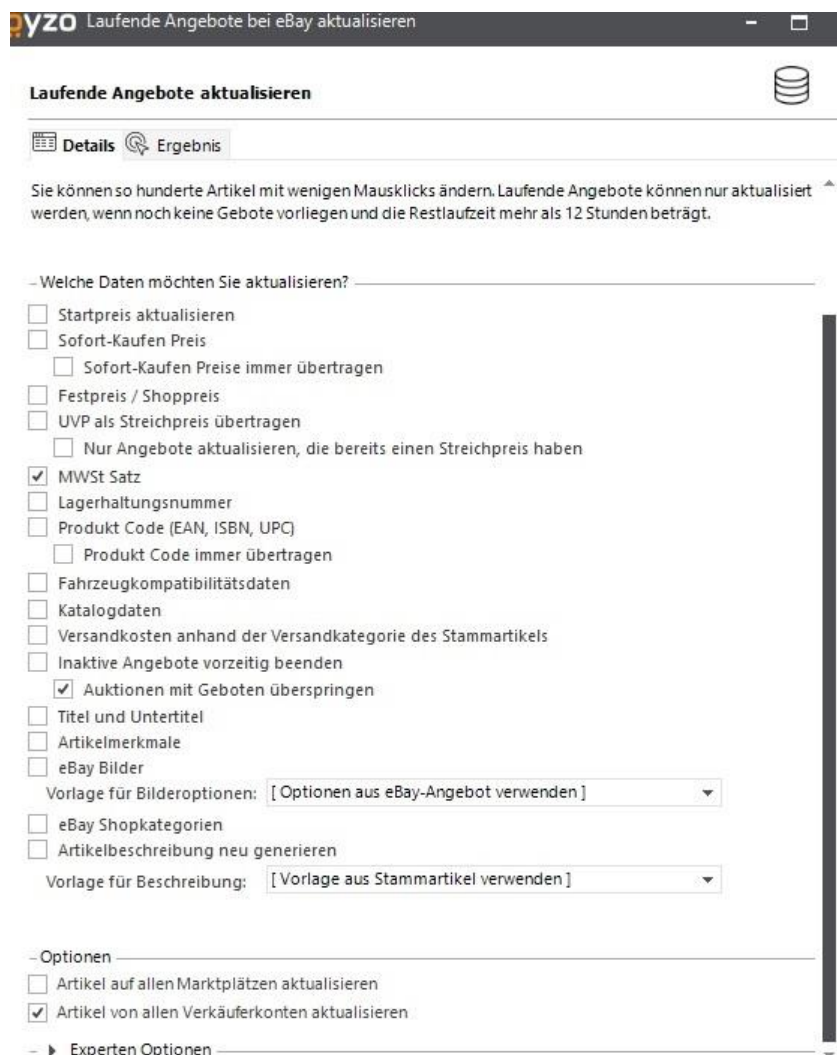 yzo Laufende Angebote bei eBay aktualisieren
Laufende Angebote aktualisieren
Details Ergebnis
Sie können so hunderte Artikel mit wenigen Mausklicks ändern. Laufende Angebote können nur aktualisiert
werden, wenn noch keine Gebote vorliegen und die Restlaufzeit mehr als 12 Stunden beträgt.
Welche Daten möchten Sie aktualisieren?
Startpreis aktualisieren
Sofort-Kaufen Preis
Sofort-Kaufen Preise immer übertragen
Festpreis / Shoppreis
UVP als Streichpreis übertragen
Nur Angebote aktualisieren, die bereits einen Streichpreis haben
MWSt Satz
Lagerhaltungsnummer
Produkt Code (EAN, ISBN, UPC)
Produkt Code immer übertragen
Fahrzeugkompatibilitätsdaten
Katalogdaten
Versandkosten anhand der Versandkategorie des Stammartikels
Inaktive Angebote vorzeitig beenden
Auktionen mit Geboten überspringen
Titel und Untertitel
Artikelmerkmale
eBay Bilder
Vorlage für Bilderoptionen: [ Optionen aus eBay-Angebot verwenden ]
eBay Shopkategorien
Artikelbeschreibung neu generieren
Vorlage für Beschreibung: [ Vorlage aus Stammartikel verwenden ]
Optionen
Artikel auf allen Marktplätzen aktualisieren
Artikel von allen Verkäuferkonten aktualisieren
Experten Optionen